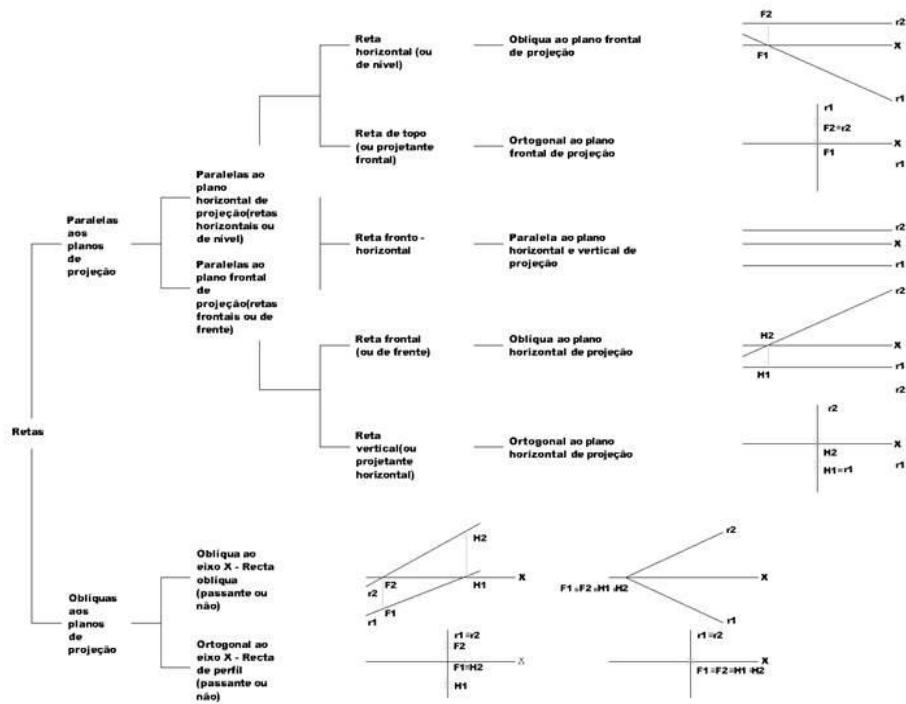 Retas
Paralelas
aos
planos
de
projeção
Paralelas ao
plano
horizontal de
projeção(retas
horizontais ou
de nível)
Paralelas ao
plano frontal
de
projeção(retas
frontais ou de
frente)
Reta
horizontal (ou
de nível)
Oblíqua ao plano frontal
de projeção
F2
r2
X
F1
r1
Reta de topo
(ou projetante
frontal)
Ortogonal ao plano
frontal de projeção
r1
F2=r2
X
F1
r1
Reta fronto -
horizontal
Paralela ao plano
horizontal e vertical de
projeção
r2
X
r1
Reta frontal
(ou de frente)
Oblíqua ao plano
horizontal de projeção
r2
H2
X
r1
H1
r2
Reta
vertical(ou
projetante
horizontal)
Ortogonal ao plano
horizontal de projeção
r2
X
H2
r1
H1=r1
Oblíquas
aos
planos
de
projeção
Oblíqua ao
eixo X - Recta
oblíqua
(passante ou
não)
H2
X
F2
H1
r2
F1
r1
r2
X
F1=F2=H1=H2
r1
Ortogonal ao
eixo X - Recta
de perfil
(passante ou
não)
r1=r2
F2
X
F1=H2
H1
r1=r2
X
F1=F2=H1=H2